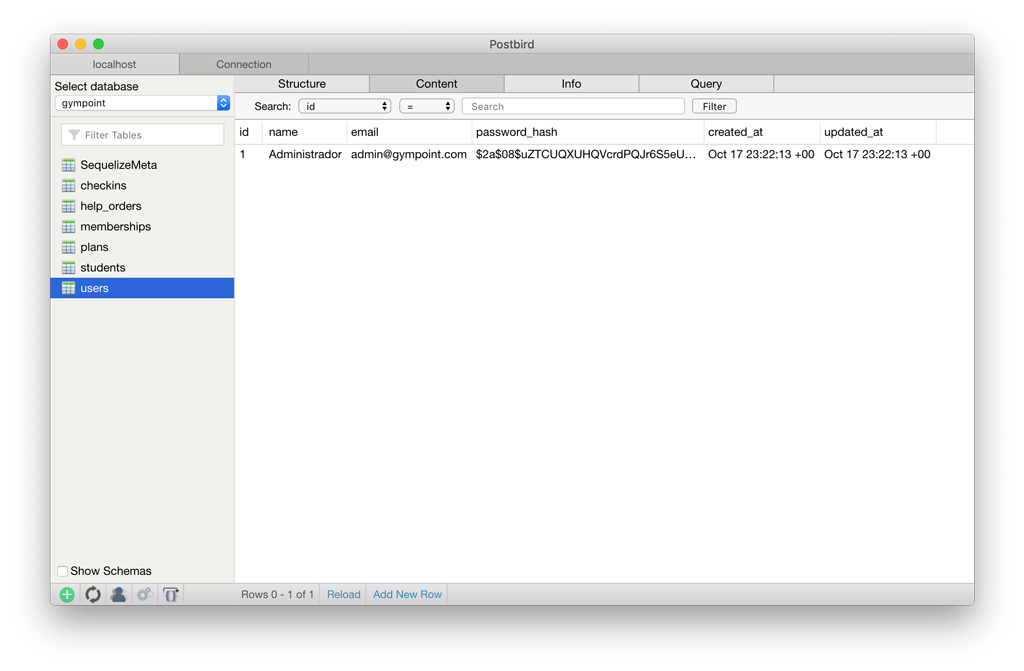 Postbird
localhost Connection
Select database
gympoint
Filter Tables
SequelizeMeta
checkins
help_orders
memberships
plans
students
users
Show Schemas
Structure Content Info Query
Search: id = Search Filter
id name email password_hash created_at updated_at
1 Administrador admin@gympoint.com $2a$08$uZTCUQXUHQVcrdPQJr6S5eU... Oct 17 23:22:13 +00 Oct 17 23:22:13 +00
Rows 0 - 1 of 1 Reload Add New Row